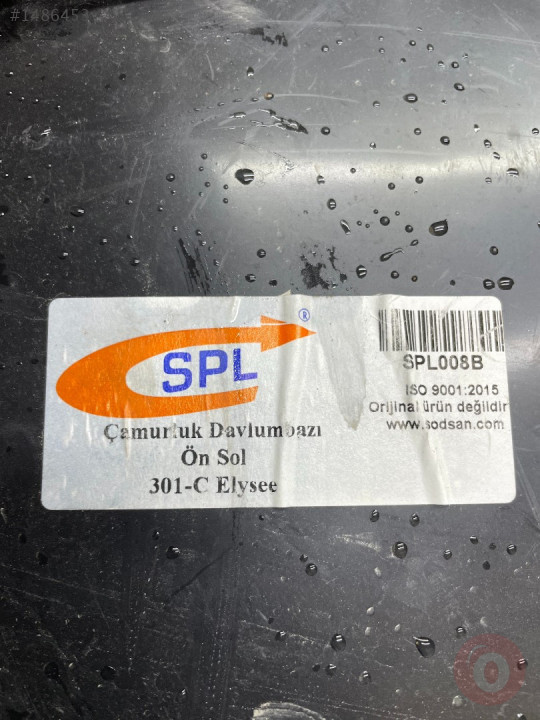 SPL®
SPL008B
ISO 9001:2015
Orijinal ürün değildir
www.sodsan.com
Çamurluk Davlumbazı
Ön Sol
301-C Elysee